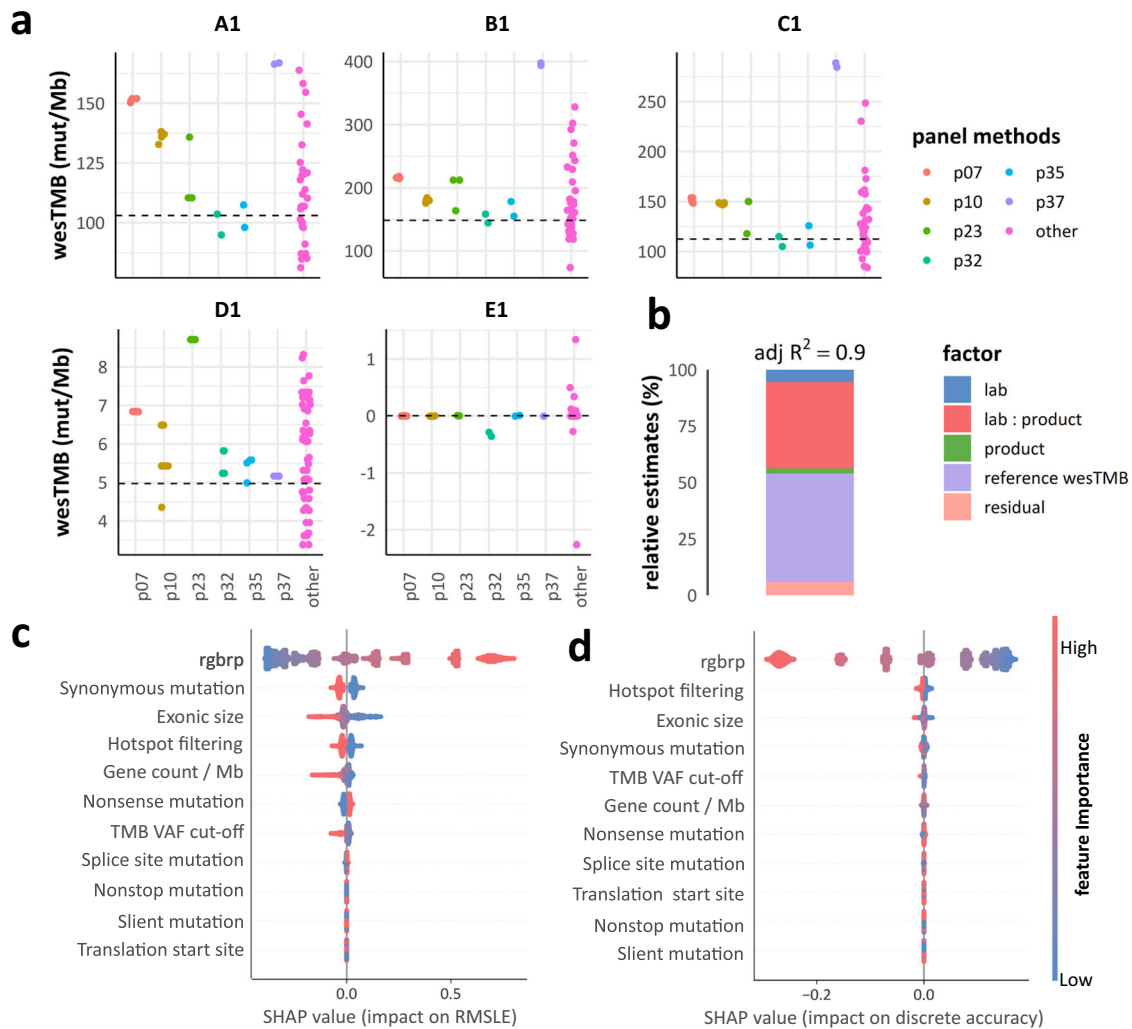 a
A1
B1
C1
wesTMB (mut/Mb)
150
125
100
400
300
200
100
250
200
150
100
panel methods
p07
p10
p23
p32
p35
p37
other
D1
E1
wesTMB (mut/Mb)
8
7
6
5
4
1
0
-1
-2
p07
p10
p23
p32
p35
p37
other
p07
p10
p23
p32
p35
p37
other
b
adj R² = 0.9
relative estimates (%)
100
75
50
25
0
factor
lab
lab : product
product
reference wesTMB
residual
c
rgbrp
Synonymous mutation
Exonic size
Hotspot filtering
Gene count / Mb
Nonsense mutation
TMB VAF cut-off
Splice site mutation
Nonstop mutation
Slient mutation
Translation start site
0.0
0.5
SHAP value (impact on RMSLE)
d
rgbrp
Hotspot filtering
Exonic size
Synonymous mutation
TMB VAF cut-off
Gene count / Mb
Nonsense mutation
Splice site mutation
Translation start site
Nonstop mutation
Slient mutation
−0.2
0.0
SHAP value (impact on discrete accuracy)
High
feature Importance
Low